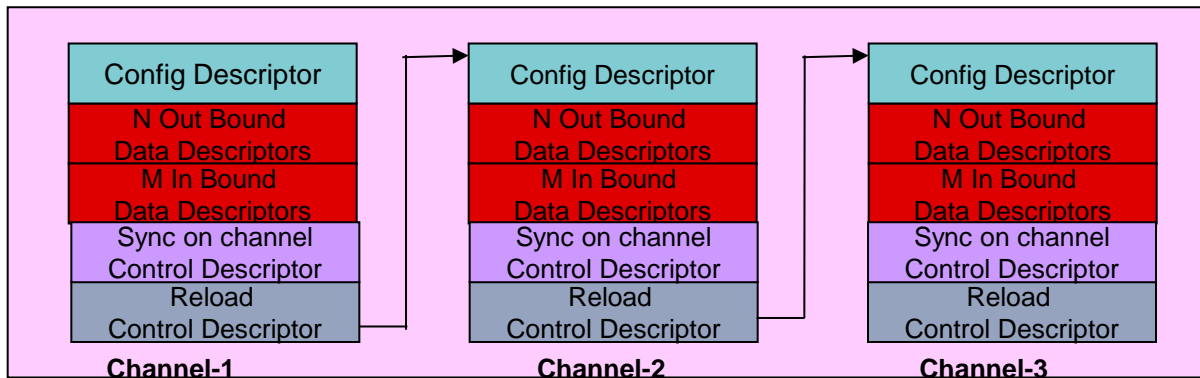 Config Descriptor
N Out Bound
Data Descriptors
M In Bound
Data Descriptors
Sync on channel
Control Descriptor
Reload
Control Descriptor
Channel-1
Config Descriptor
N Out Bound
Data Descriptors
M In Bound
Data Descriptors
Sync on channel
Control Descriptor
Reload
Control Descriptor
Channel-2
Config Descriptor
N Out Bound
Data Descriptors
M In Bound
Data Descriptors
Sync on channel
Control Descriptor
Reload
Control Descriptor
Channel-3